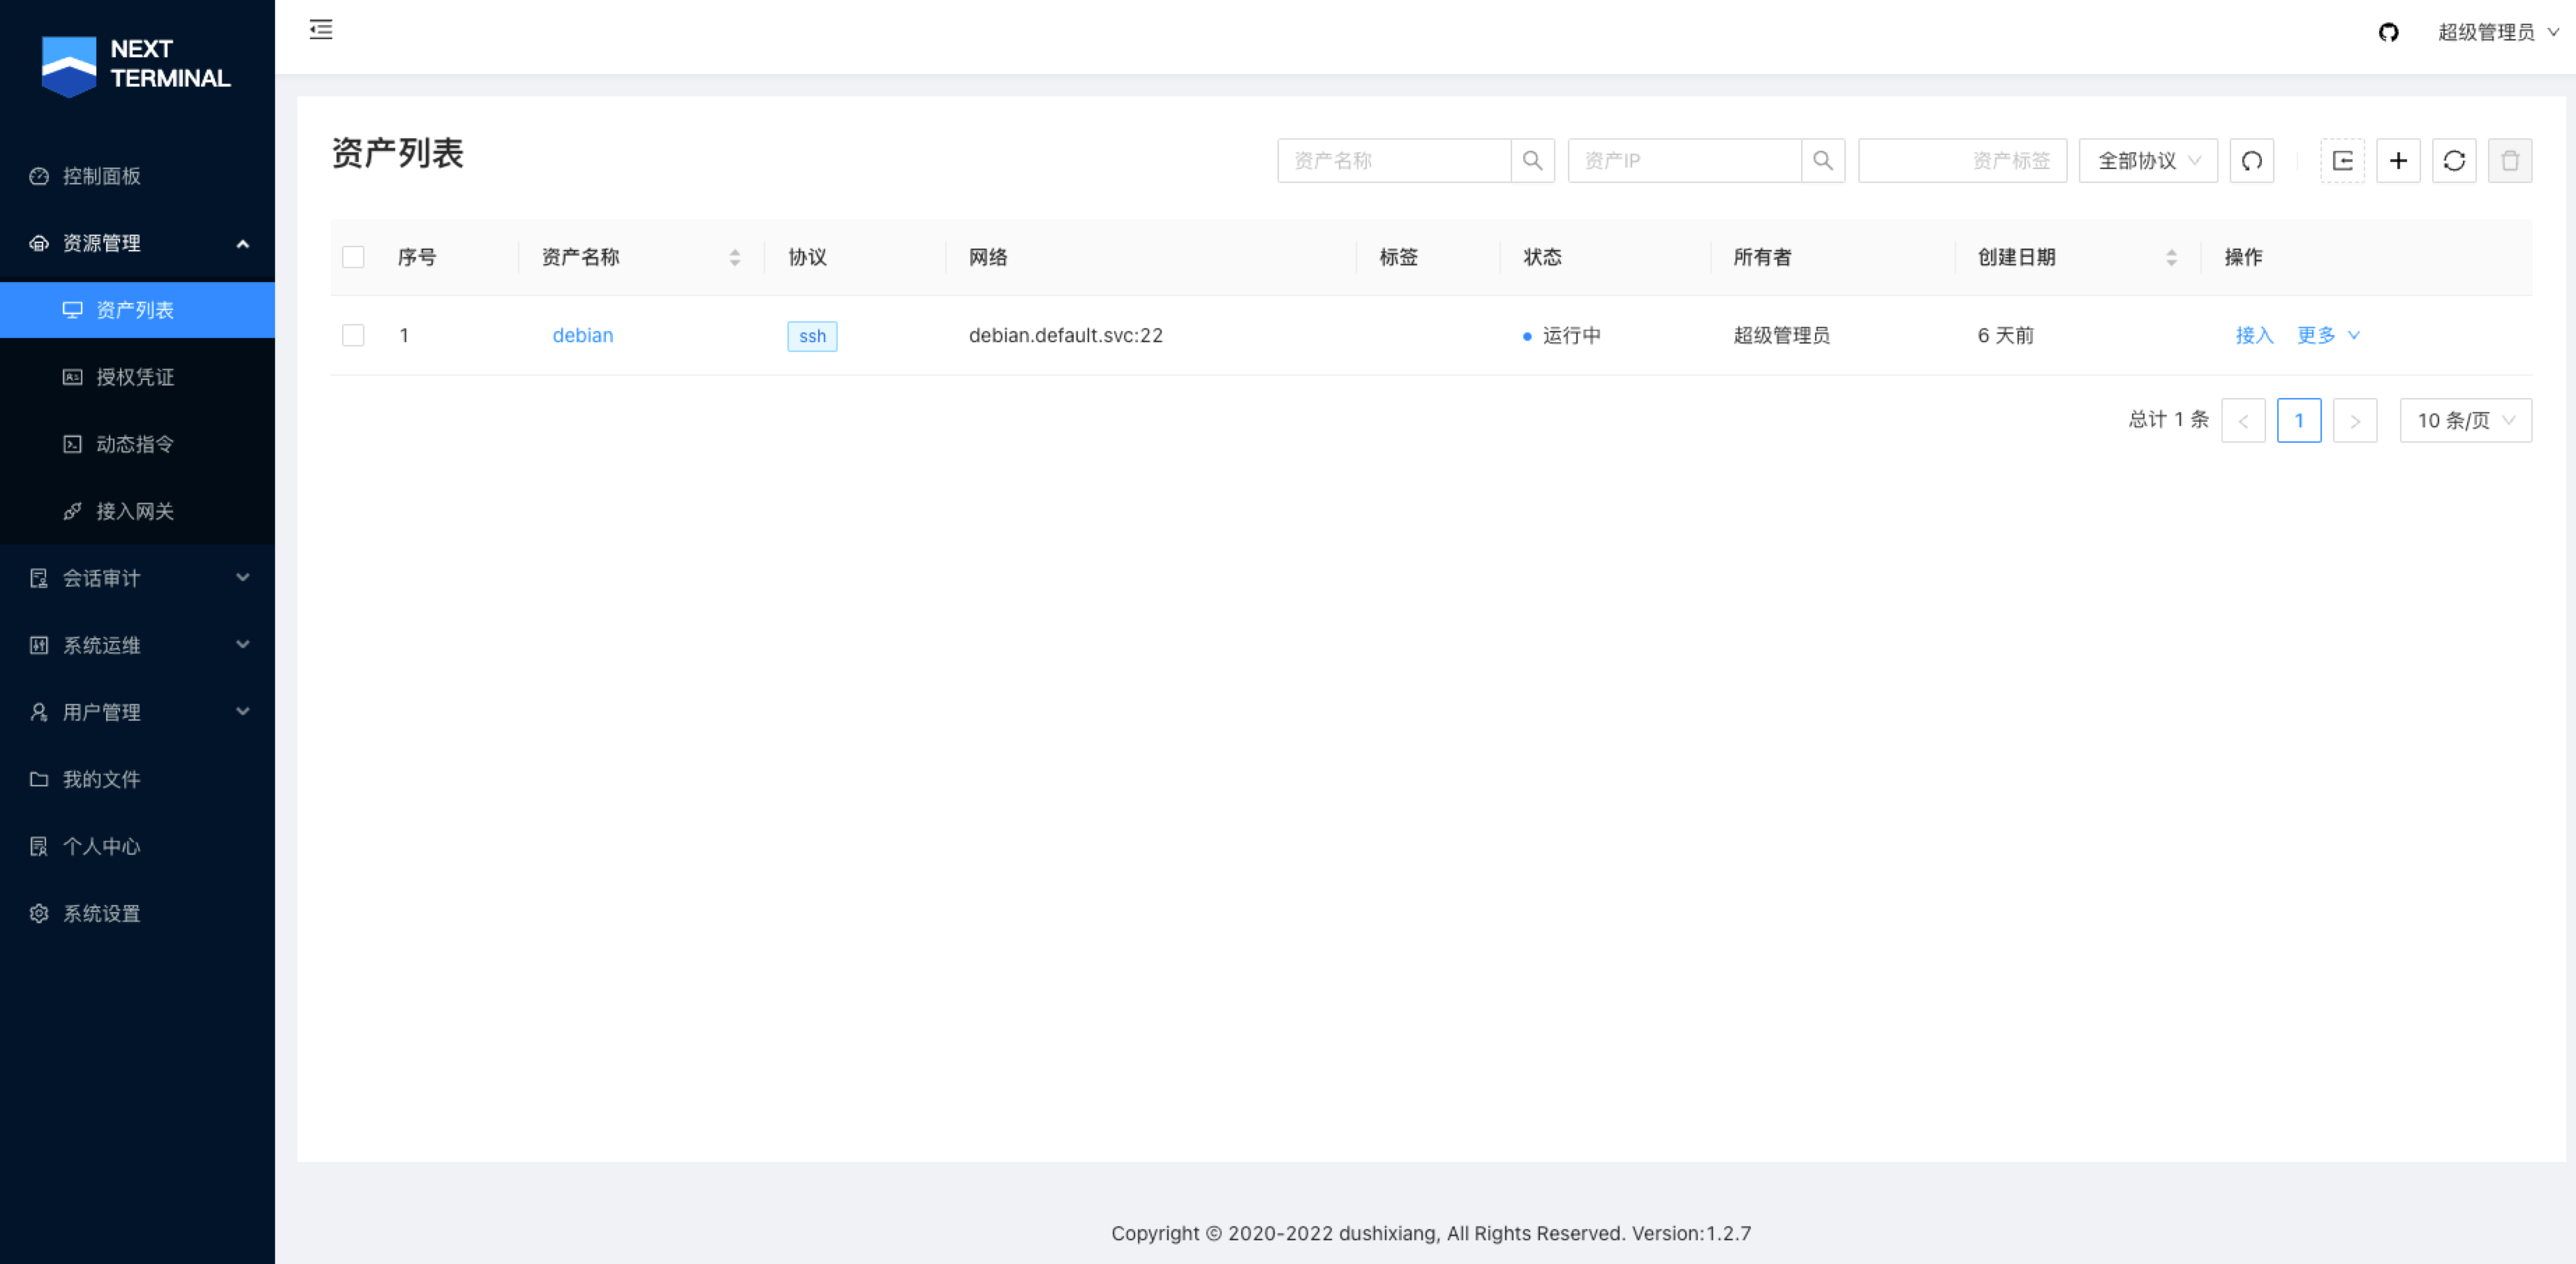 NEXT
TERMINAL
超级管理员
控制面板
资源管理
资产列表
授权凭证
动态指令
接入网关
会话审计
系统运维
用户管理
我的文件
个人中心
系统设置
资产列表
资产名称 资产IP 资产标签 全部协议
序号 资产名称 协议 网络 标签 状态 所有者 创建日期 操作
1 debian ssh debian.default.svc:22 运行中 超级管理员 6 天前 接入 更多
总计 1 条 < 1 > 10 条/页
Copyright © 2020-2022 dushixiang, All Rights Reserved. Version:1.2.7